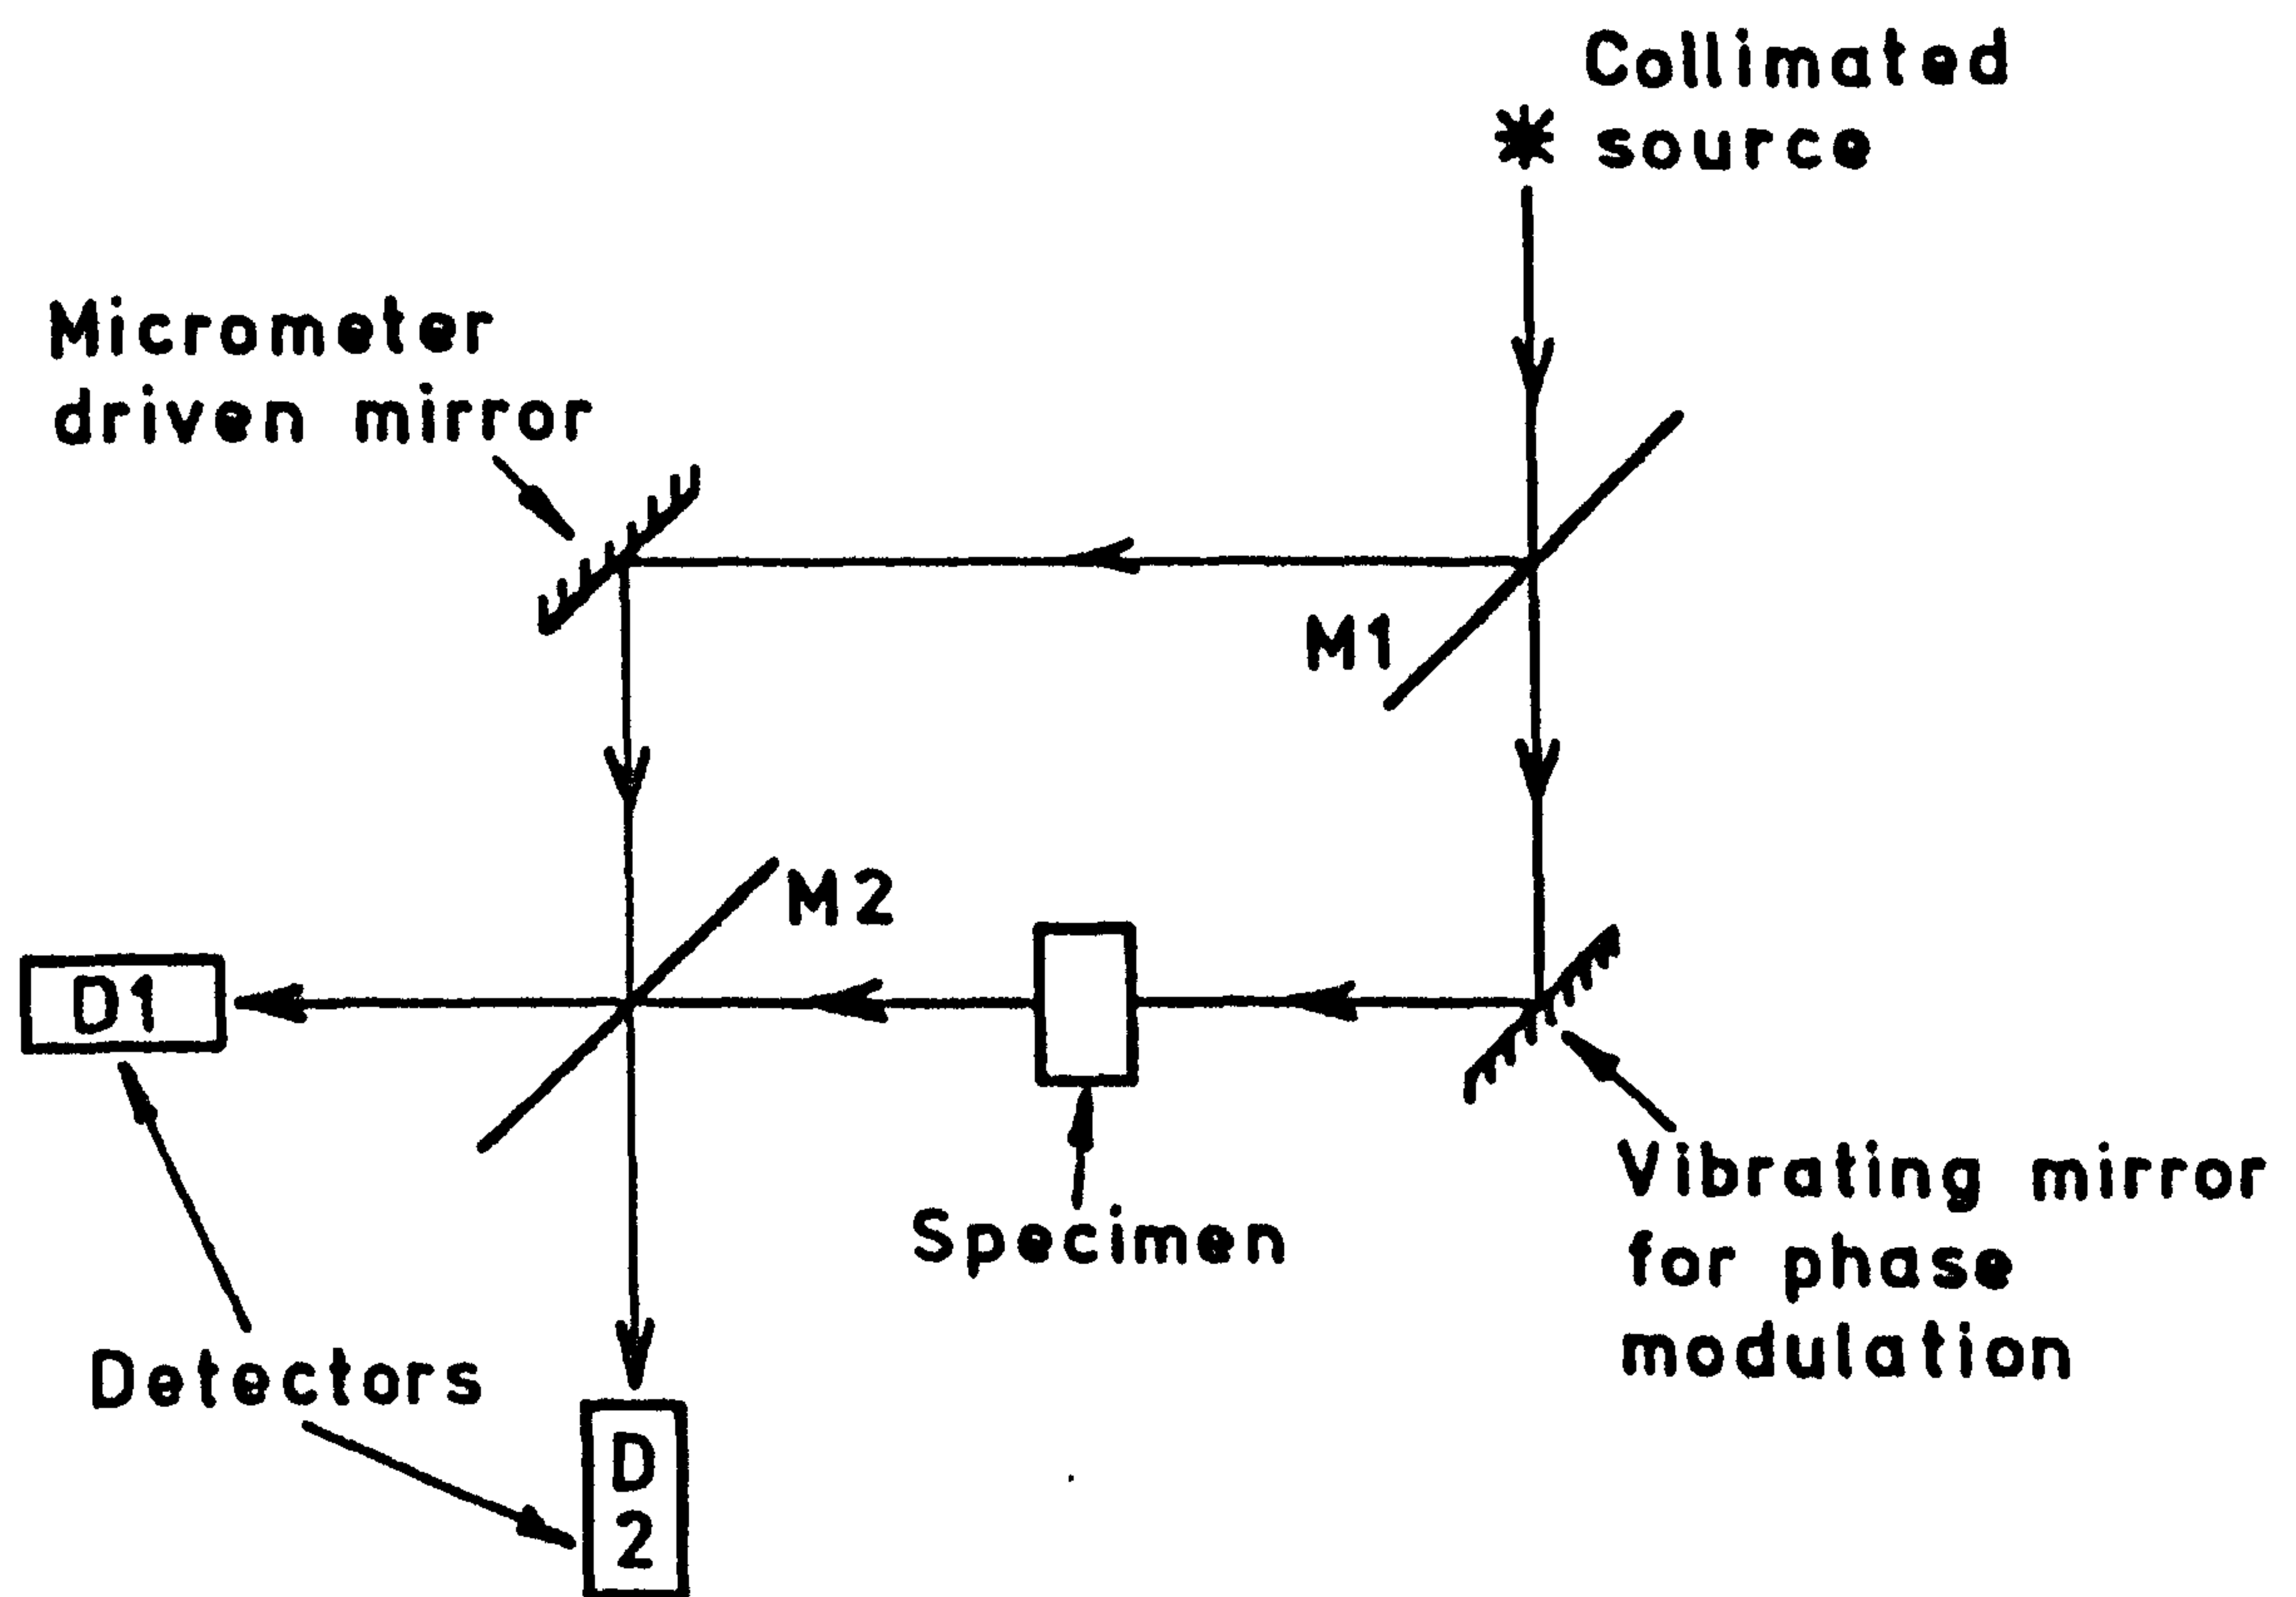 Collimated
source
Micrometer
driven mirror
M1
M2
D1
Specimen
Vibrating mirror
for phase
modulation
Detectors
D
2